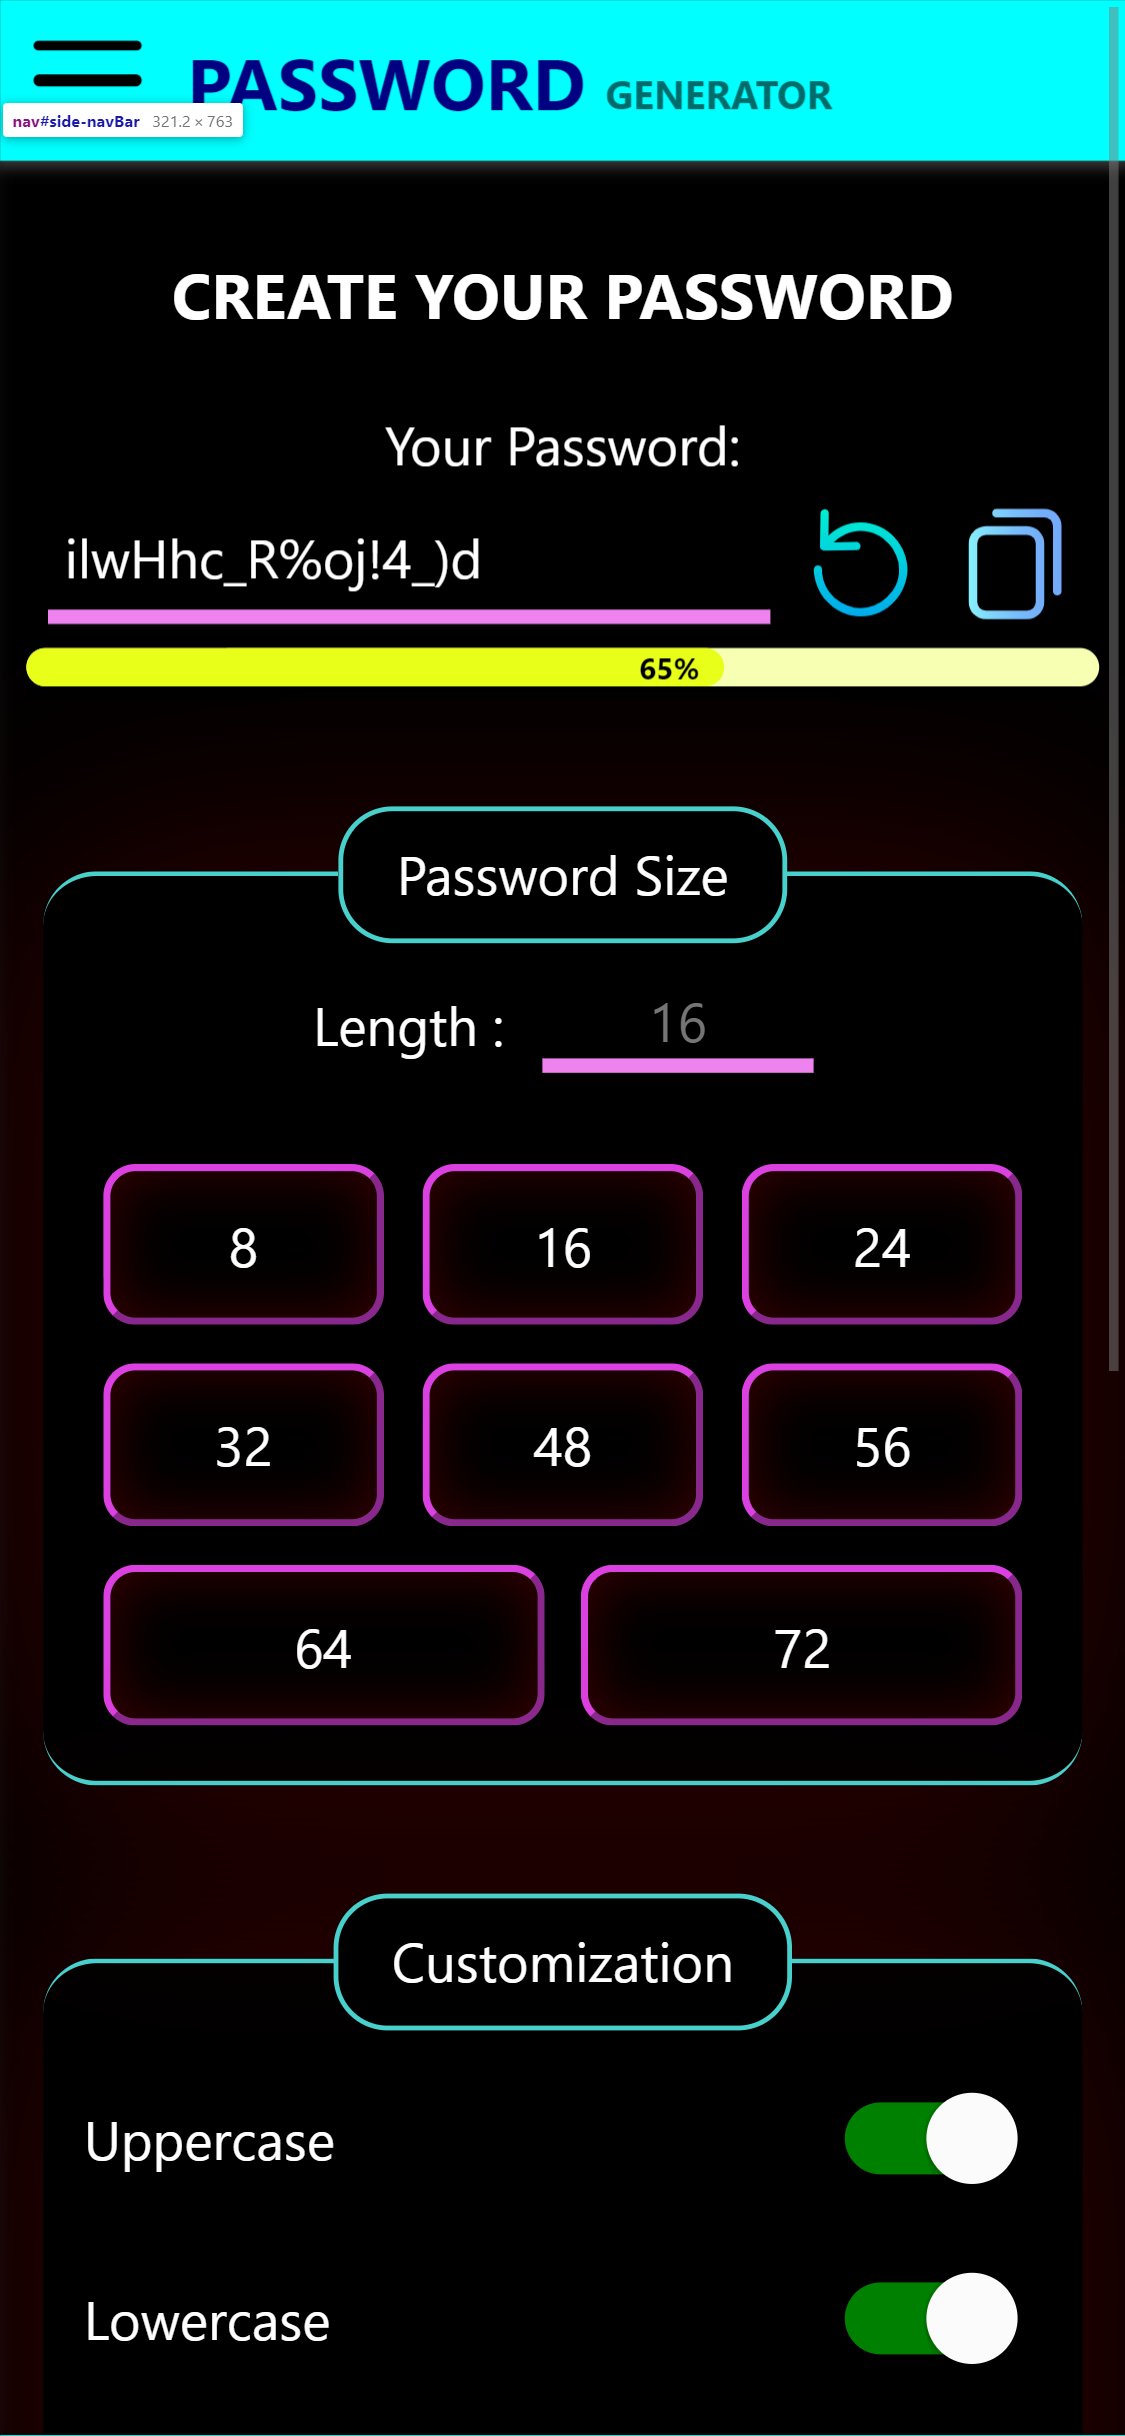 PASSWORD GENERATOR
nav#side-navBar 321.2 × 763
CREATE YOUR PASSWORD
Your Password:
ilwHhc_R%oj!4_)d
65%
Password Size
Length : 16
8 16 24
32 48 56
64 72
Customization
Uppercase
Lowercase